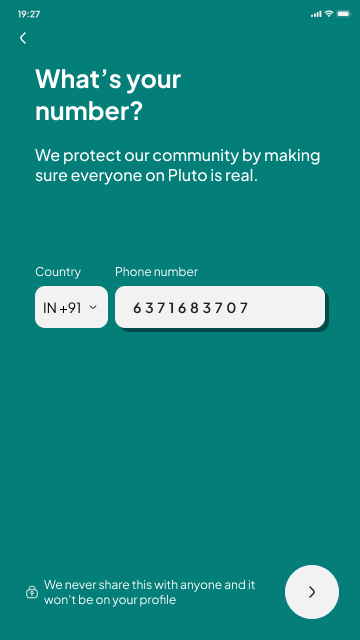 19:27
What's your
number?
We protect our community by making
sure everyone on Pluto is real.
Country
Phone number
IN +91
6371683707
We never share this with anyone and it
won't be on your profile